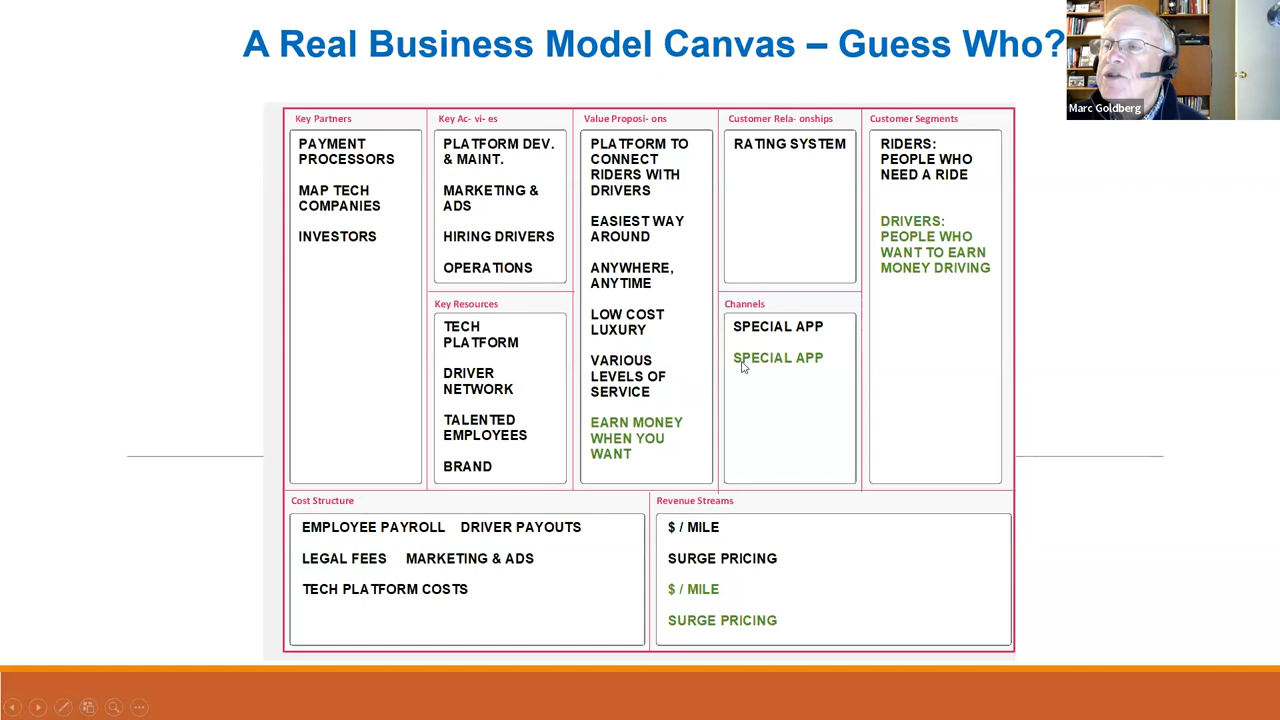 A Real Business Model Canvas – Guess Who?
Marc Goldberg
Key Partners
PAYMENT
PROCESSORS
MAP TECH
COMPANIES
INVESTORS
Key Ac- vi- es
PLATFORM DEV.
& MAINT.
MARKETING &
ADS
HIRING DRIVERS
OPERATIONS
Key Resources
TECH
PLATFORM
DRIVER
NETWORK
TALENTED
EMPLOYEES
BRAND
Value Proposi- ons
PLATFORM TO
CONNECT
RIDERS WITH
DRIVERS
EASIEST WAY
AROUND
ANYWHERE,
ANYTIME
LOW COST
LUXURY
VARIOUS
LEVELS OF
SERVICE
EARN MONEY
WHEN YOU
WANT
Customer Rela- onships
RATING SYSTEM
Channels
SPECIAL APP
SPECIAL APP
Customer Segments
RIDERS:
PEOPLE WHO
NEED A RIDE
DRIVERS:
PEOPLE WHO
WANT TO EARN
MONEY DRIVING
Cost Structure
EMPLOYEE PAYROLL DRIVER PAYOUTS
LEGAL FEES MARKETING & ADS
TECH PLATFORM COSTS
Revenue Streams
$ / MILE
SURGE PRICING
$ / MILE
SURGE PRICING